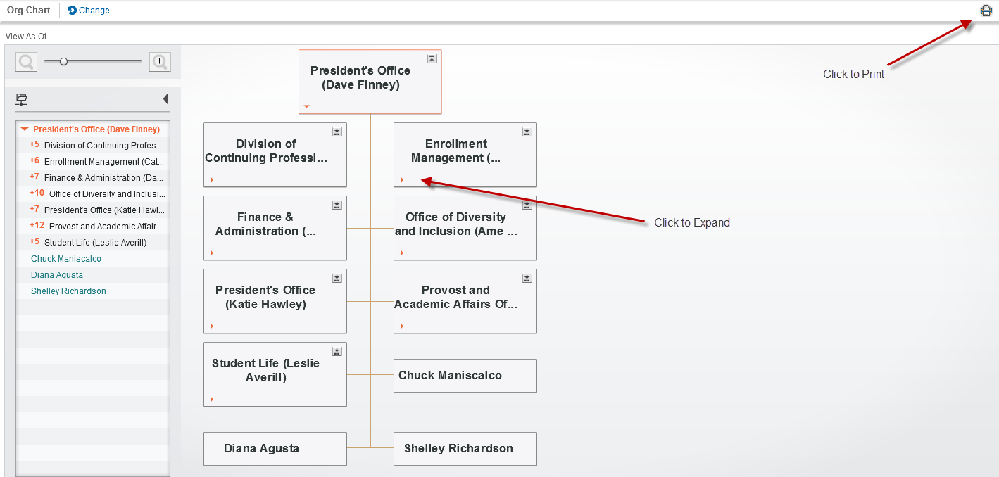 Org Chart
Change
View As Of
Click to Print
President's Office (Dave Finney)
+5 Division of Continuing Profes...
+6 Enrollment Management (Cat...
+7 Finance & Administration (Da...
+10 Office of Diversity and Inclusi...
+7 President's Office (Katie Hawl...
+12 Provost and Academic Affair...
+5 Student Life (Leslie Averill)
Chuck Maniscalco
Diana Agusta
Shelley Richardson
President's Office
(Dave Finney)
Division of
Continuing Professi...
Enrollment
Management (...
Finance &
Administration (...
Office of Diversity
and Inclusion (Ame ...
Click to Expand
President's Office
(Katie Hawley)
Provost and
Academic Affairs Of...
Student Life (Leslie
Averill)
Chuck Maniscalco
Diana Agusta
Shelley Richardson